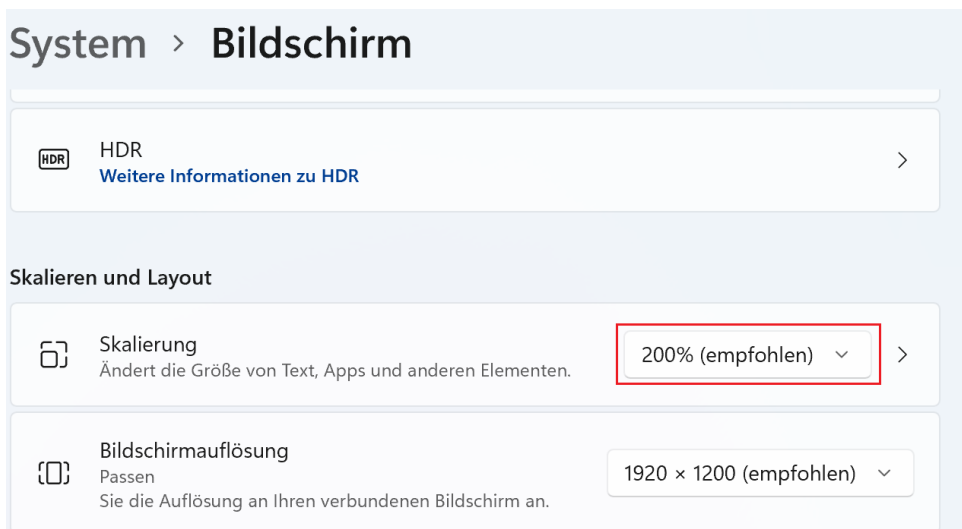 System > Bildschirm
HDR
HDR
Weitere Informationen zu HDR
Skalieren und Layout
Skalierung
200% (empfohlen)
Ändert die Größe von Text, Apps und anderen Elementen.
Bildschirmauflösung
Passen
1920 × 1200 (empfohlen)
Sie die Auflösung an Ihren verbundenen Bildschirm an.